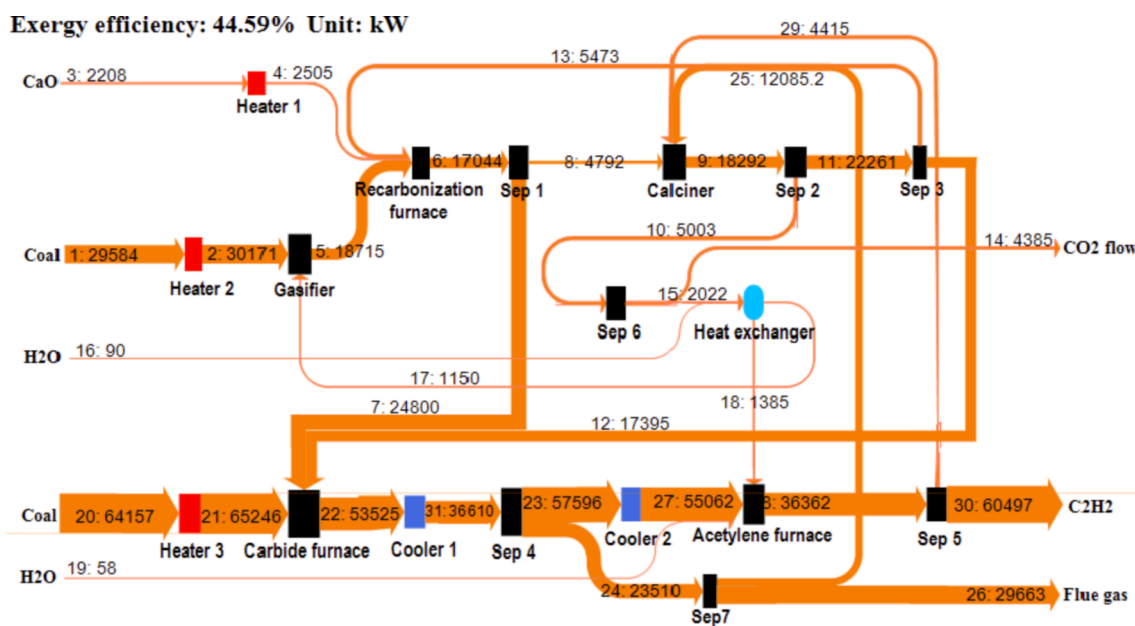 Exergy efficiency: 44.59% Unit: kW
29: 4415
13: 5473
CaO 3: 2208 4: 2505
25: 12085.2
Heater 1
6: 17044 Sep 1 8: 4792 9: 18292 11: 22261
Recarbonization furnace
Calciner Sep 2 Sep 3
10: 5003
14: 4385 CO2 flow
Coal 1: 29584 2: 30171 5: 18715
Heater 2 Gasifier
15: 2022
Sep 6 Heat exchanger
H2O 16: 90
17: 1150
18: 1385
7: 24800 12: 17395
23: 57596 27: 55062 8: 36362 30: 60497 C2H2
Coal 20: 64157 21: 65246 22: 53525 31: 36610
Heater 3 Carbide furnace Cooler 1 Sep 4 Cooler 2 Acetylene furnace Sep 5
H2O 19: 58
24: 23510 26: 29663 Flue gas
Sep7